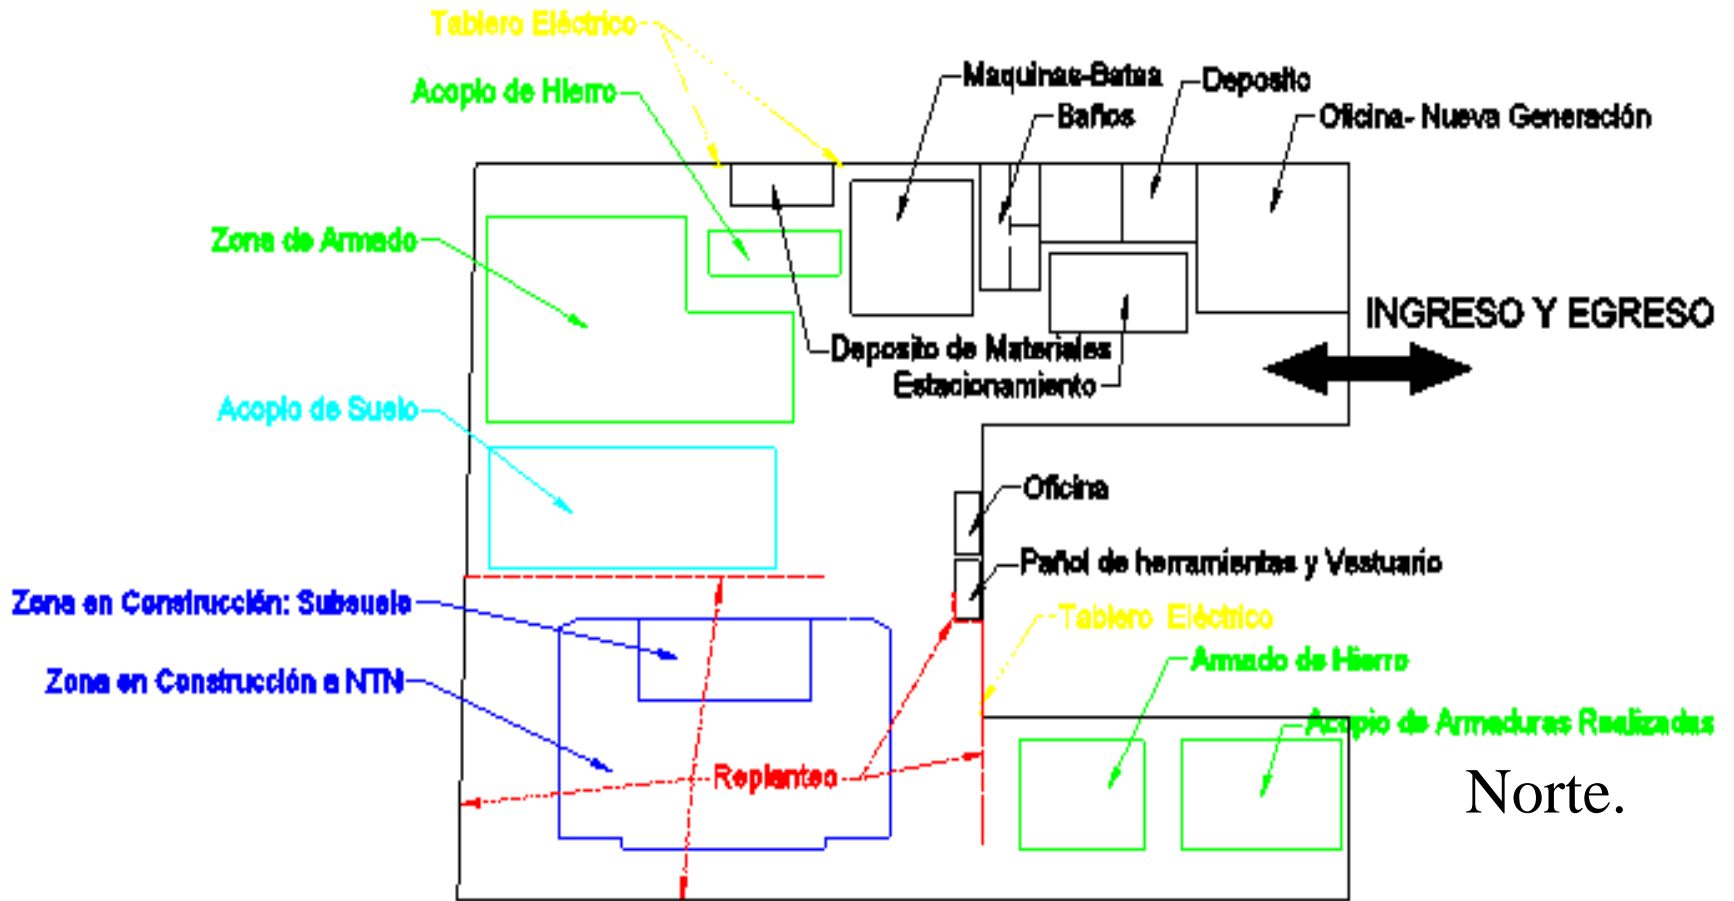 Tablero Eléctrico
Maquinas-Batea
Deposito
Acopio de Hierro
Baños
Oficina- Nueva Generación
Zona de Armado
INGRESO Y EGRESO
Deposito de Materiales
Estacionamiento
Acopio de Suelo
Oficina
Pañol de herramientas y Vestuario
Zona en Construcción: Subsuelo
Tablero Eléctrico
Armado de Hierro
Zona en Construcción a NTN
Acopio de Armaduras Realizadas
Replanteo
Norte.